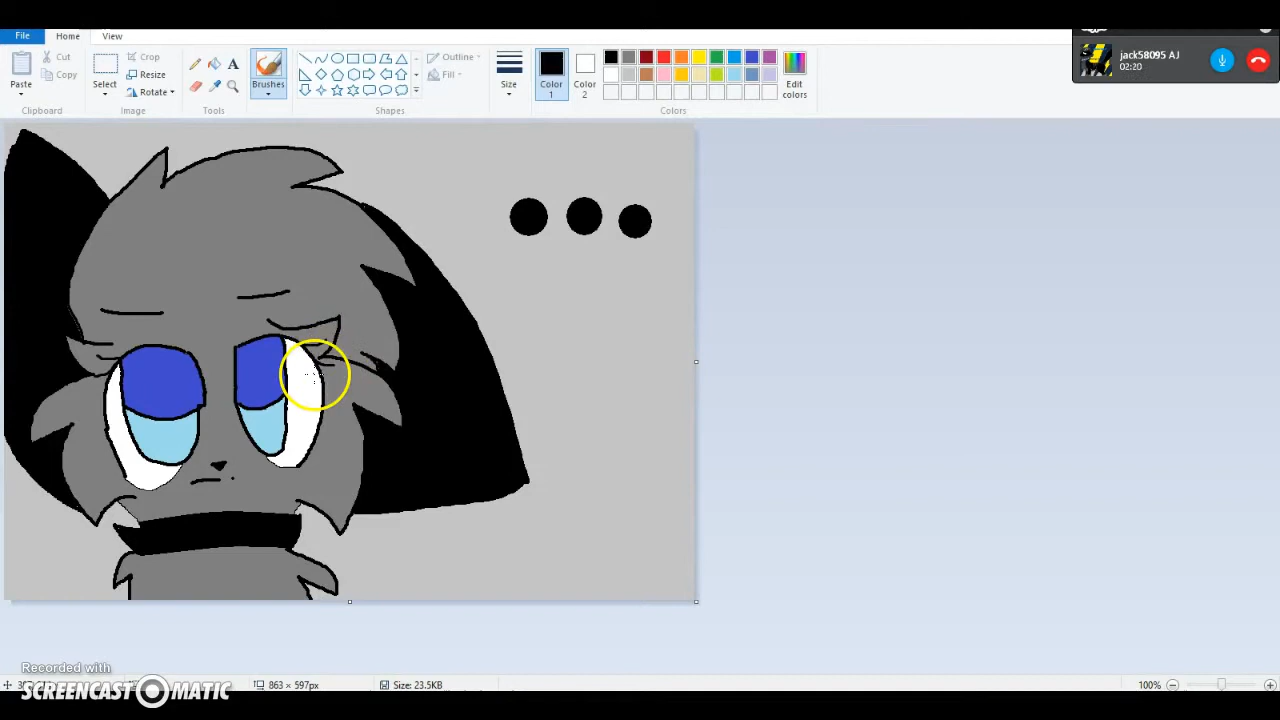 File Home View
jack58095 AJ
02:20
Cut
Copy
Paste
Crop
Resize
Rotate
Select
Brushes
Outline
Fill
Size
Color
1
Color
2
Edit
colors
Clipboard
Image
Tools
Shapes
Colors
Recorded with
SCREENCAST-O-MATIC
863 × 597px
Size: 23.5KB
100%